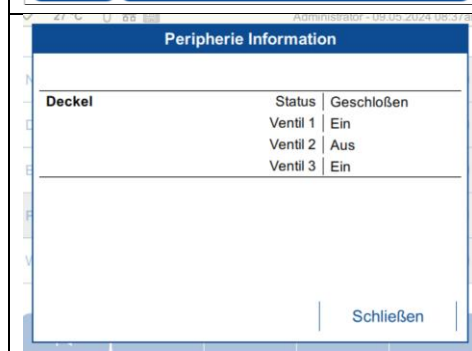 27 °C
Administrator - 09.05.2024 08:37
Peripherie Information
Deckel Status Geschloßen
Ventil 1 Ein
Ventil 2 Aus
Ventil 3 Ein
Schließen